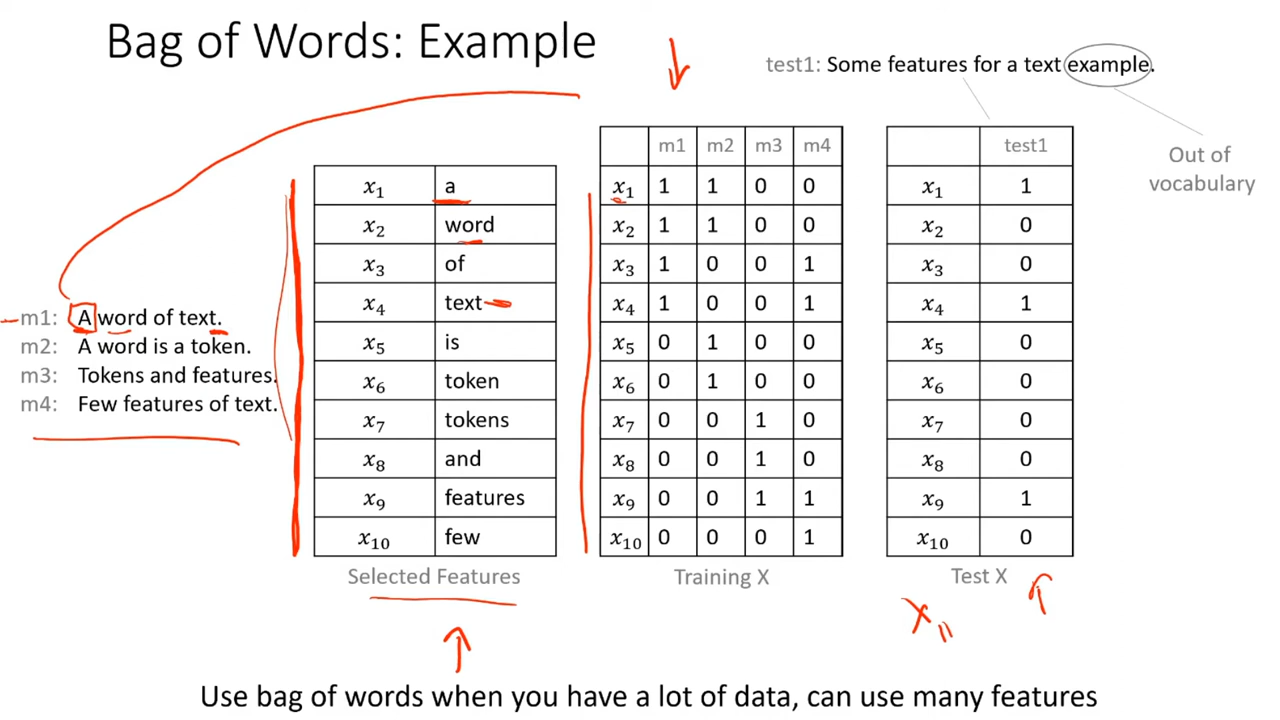 Bag of Words: Example
test1: Some features for a text example.
Out of
vocabulary
m1: A word of text.
m2: A word is a token.
m3: Tokens and features.
m4: Few features of text.
x₁ a
x₂ word
x₃ of
x₄ text
x₅ is
x₆ token
x₇ tokens
x₈ and
x₉ features
x₁₀ few
Selected Features
m1 m2 m3 m4
x₁ 1 1 0 0
x₂ 1 1 0 0
x₃ 1 0 0 1
x₄ 1 0 0 1
x₅ 0 1 0 0
x₆ 0 1 0 0
x₇ 0 0 1 0
x₈ 0 0 1 0
x₉ 0 0 1 1
x₁₀ 0 0 0 1
Training X
test1
x₁ 1
x₂ 0
x₃ 0
x₄ 1
x₅ 0
x₆ 0
x₇ 0
x₈ 0
x₉ 1
x₁₀ 0
Test X
x₁₁
Use bag of words when you have a lot of data, can use many features